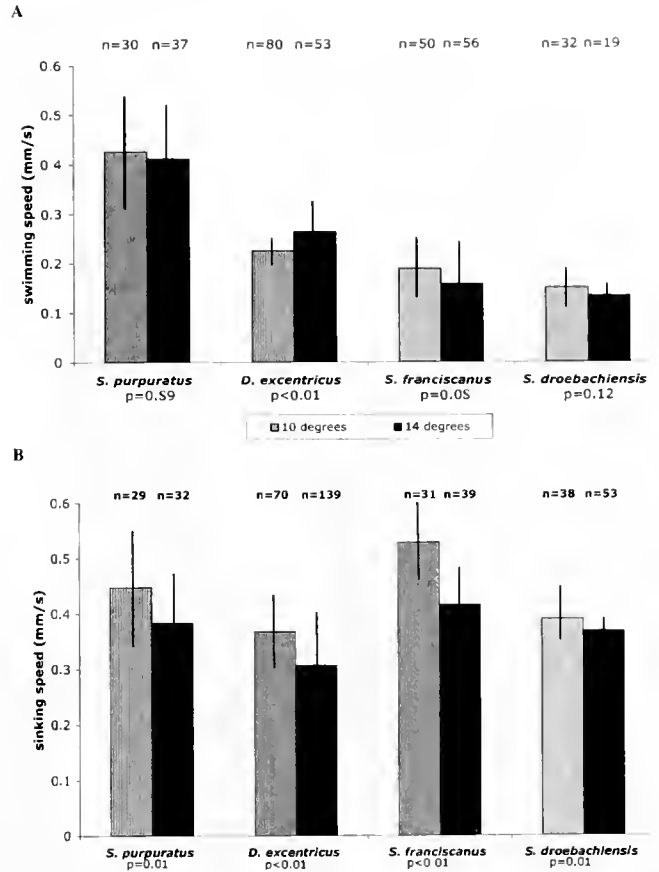 A
n=30 n=37 n=80 n=53 n=50 n=56 n=32 n=19
0.6
0.5
0.4
0.3
0.2
0.1
0
swimming speed (mm/s)
S. purpuratus D. excentricus S. franciscanus S. droebachiensis
p=0.S9 p<0.01 p=0.0S p=0.12
10 degrees 14 degrees
B
n=29 n=32 n=70 n=139 n=31 n=39 n=38 n=53
0.6
0.5
0.4
0.3
0.2
0.1
0
sinking speed (mm/s)
S. purpuratus D. excentricus S. franciscanus S. droebachiensis
p=0.01 p<0.01 p<0 01 p=0.01